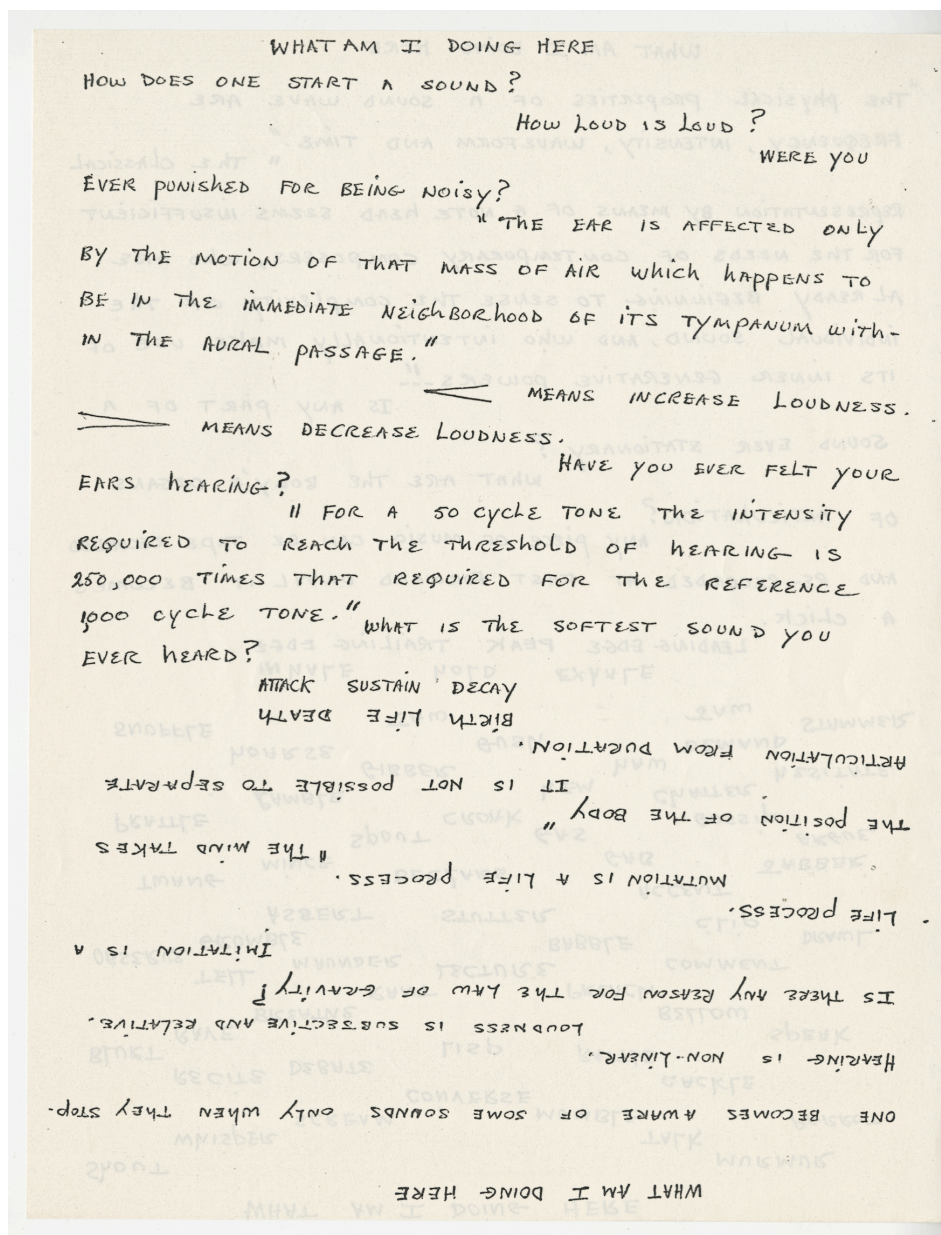 WHAT AM I DOING HERE
HOW DOES ONE START A SOUND?
HOW LOUD IS LOUD?
WERE YOU
EVER PUNISHED FOR BEING NOISY?
"THE EAR IS AFFECTED ONLY
BY THE MOTION OF THAT MASS OF AIR WHICH HAPPENS TO
BE IN THE IMMEDIATE NEIGHBORHOOD OF ITS TYMPANUM WITH-
IN THE AURAL PASSAGE."
MEANS INCREASE LOUDNESS.
MEANS DECREASE LOUDNESS.
HAVE YOU EVER FELT YOUR
EARS HEARING?
"FOR A 50 CYCLE TONE THE INTENSITY
REQUIRED TO REACH THE THRESHOLD OF HEARING IS
250,000 TIMES THAT REQUIRED FOR THE REFERENCE
1,000 CYCLE TONE." WHAT IS THE SOFTEST SOUND YOU
EVER HEARD?
ATTACK SUSTAIN DECAY
WHAT AM I DOING HERE
ONE BECOMES AWARE OF SOME SOUNDS ONLY WHEN THEY STOP.
HEARING IS NON-LINEAR.
LOUDNESS IS SUBJECTIVE AND RELATIVE.
IS THERE ANY REASON FOR THE LAW OF GRAVITY?
IMITATION IS A
LIFE PROCESS.
MUTATION IS A LIFE PROCESS.
"THE MIND TAKES
THE POSITION OF THE BODY"
IT IS NOT POSSIBLE TO SEPARATE
ARTICULATION FROM DURATION.
BIRTH LIFE DEATH